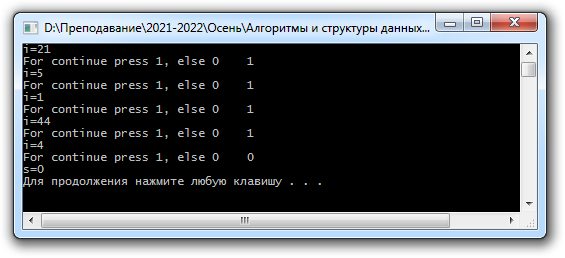 D:\Преподавание\2021-2022\Осень\Алгоритмы и структуры данных...
i=21
For continue press 1, else 0    1
i=5
For continue press 1, else 0    1
i=1
For continue press 1, else 0    1
i=44
For continue press 1, else 0    1
i=4
For continue press 1, else 0    0
s=0
Для продолжения нажмите любую клавишу . . .